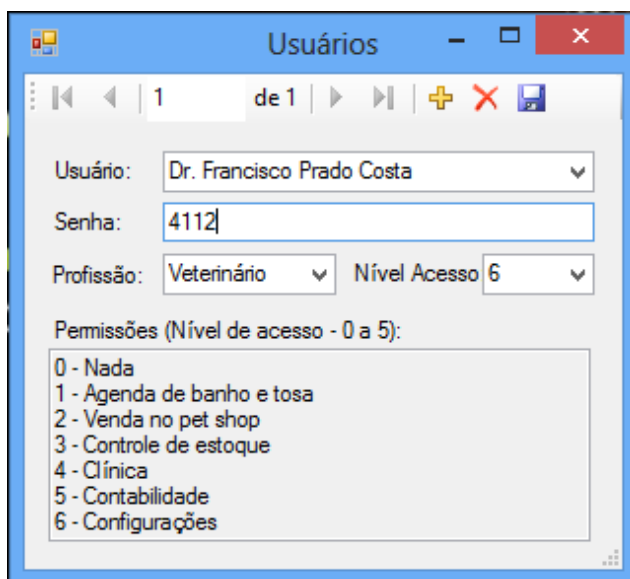 Usuários
1 de 1
Usuário: Dr. Francisco Prado Costa
Senha: 4112
Profissão: Veterinário Nível Acesso 6
Permissões (Nível de acesso - 0 a 5):
0 - Nada
1 - Agenda de banho e tosa
2 - Venda no pet shop
3 - Controle de estoque
4 - Clínica
5 - Contabilidade
6 - Configurações